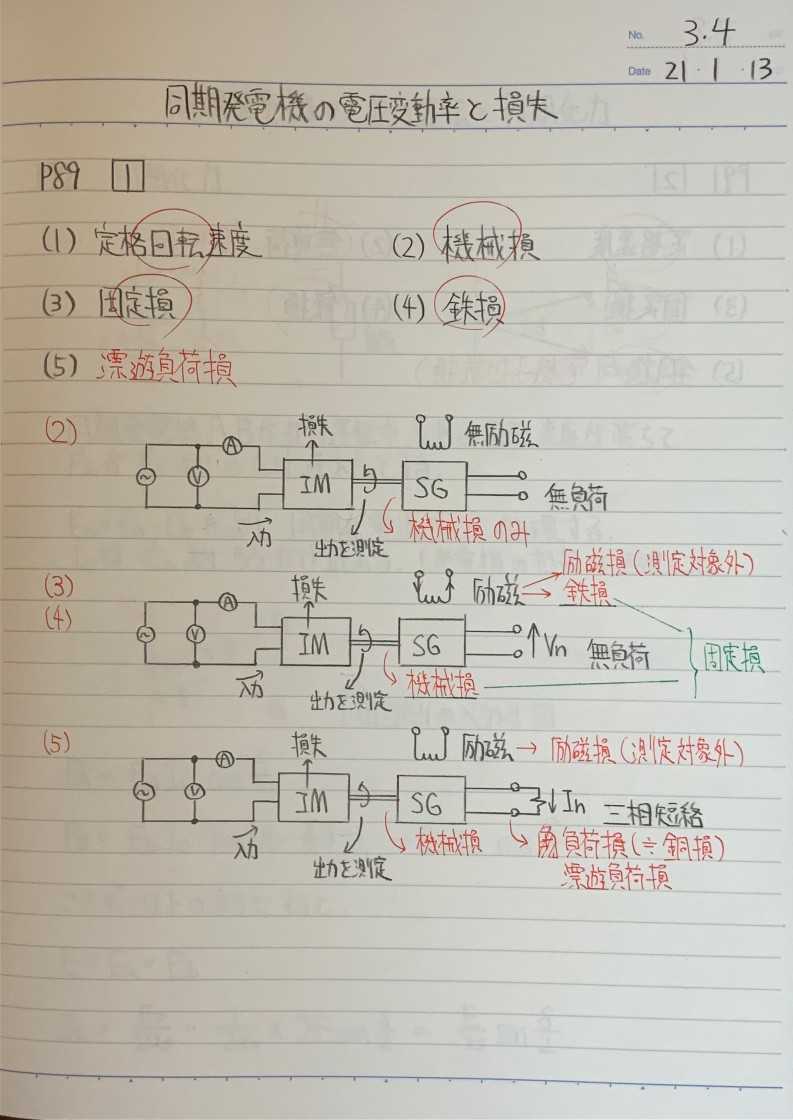 No. 3.4
Date 21・1・13
同期発電機の電圧変動率と損失
P89 1
(1) 定格回転速度 (2) 機械損
(3) 固定損 (4) 鉄損
(5) 漂遊負荷損
(2) 損失 無励磁
A V IM SG 無負荷
入力 出力を測定 機械損のみ
(3) 損失 励磁 励磁損(測定対象外)
鉄損
(4) A V IM SG Vn 無負荷 固定損
入力 出力を測定 機械損
(5) 損失 励磁→励磁損(測定対象外)
A V IM SG In 三相短絡
入力 出力を測定 機械損 負荷損(≒銅損)
漂遊負荷損